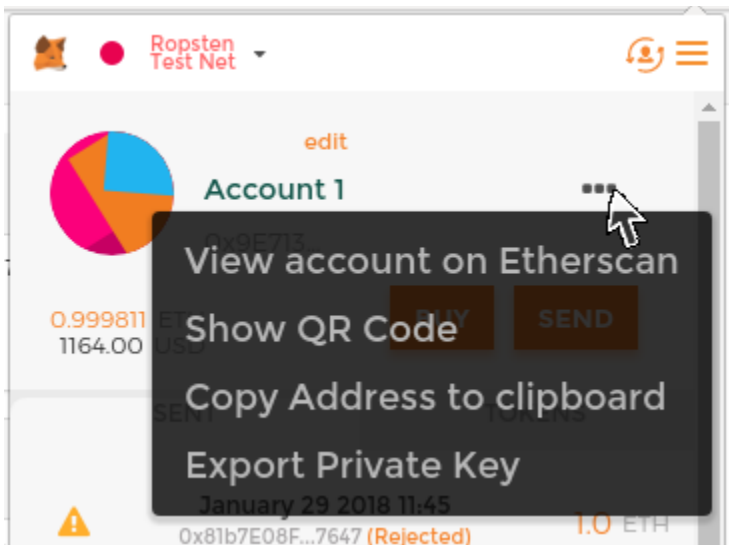 Ropsten
Test Net
edit
Account 1
0x9E713...
View account on Etherscan
0.999811 ET
BUY
SEND
Show QR Code
1164.00 USD
Copy Address to clipboard
SENT
TOKENS
Export Private Key
January 29 2018 11:45
1.0 ETH
0x81b7E08F...7647 (Rejected)